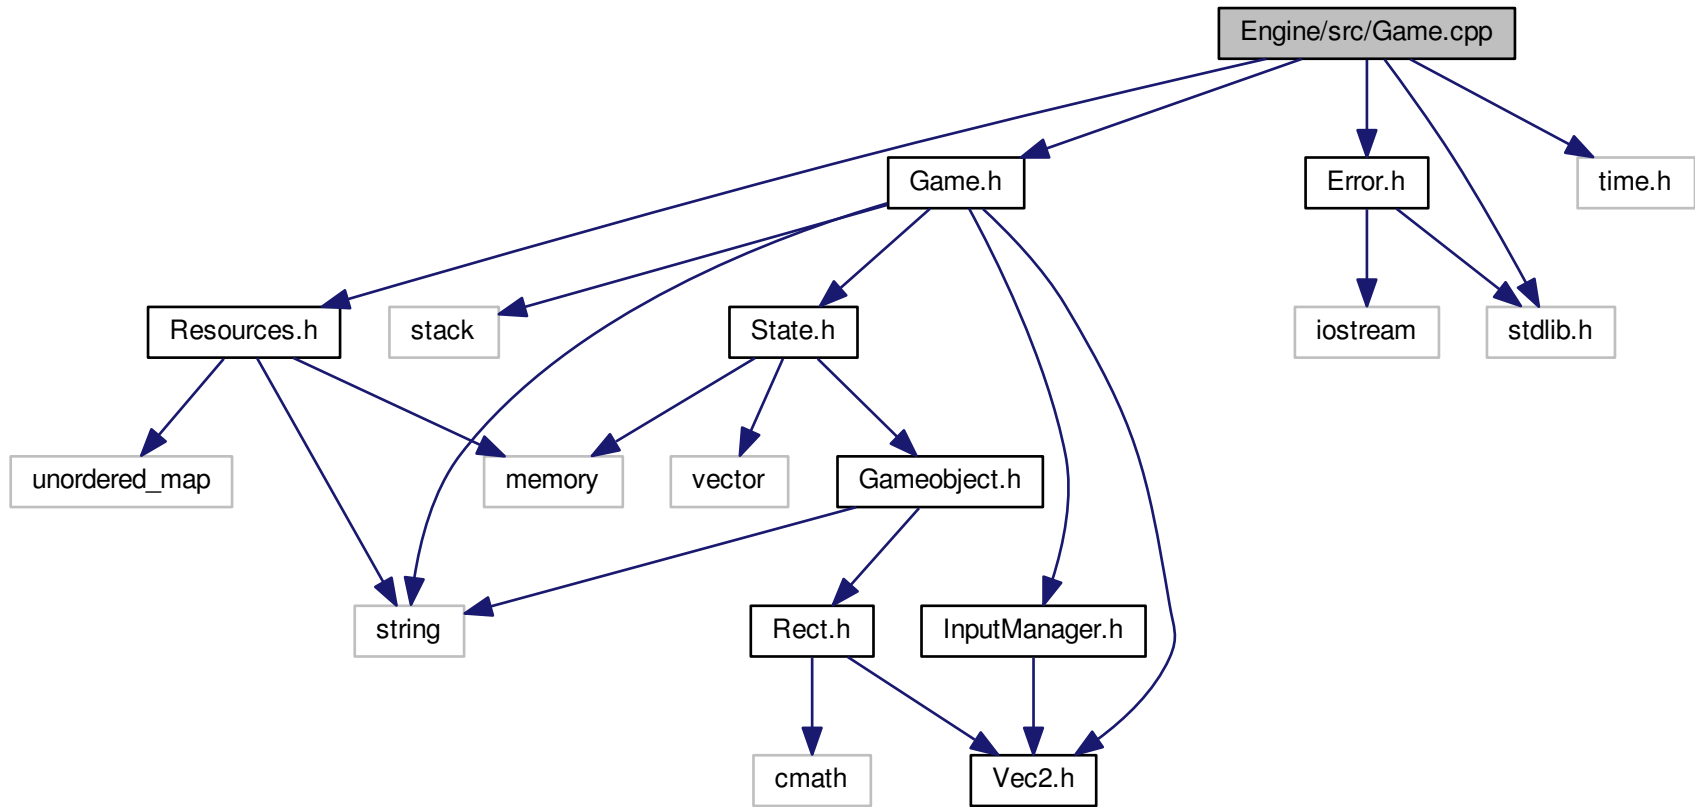 Engine/src/Game.cpp
Game.h
Error.h
time.h
Resources.h
stack
State.h
iostream
stdlib.h
unordered_map
memory
vector
Gameobject.h
string
Rect.h
InputManager.h
cmath
Vec2.h